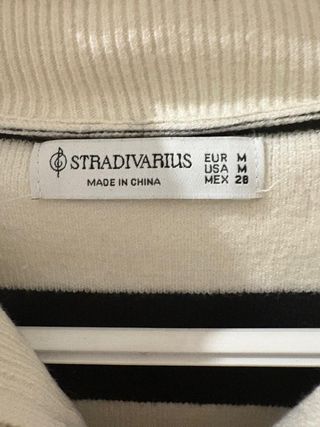 STRADIVARIUS
MADE IN CHINA
EUR M
USA M
MEX 28